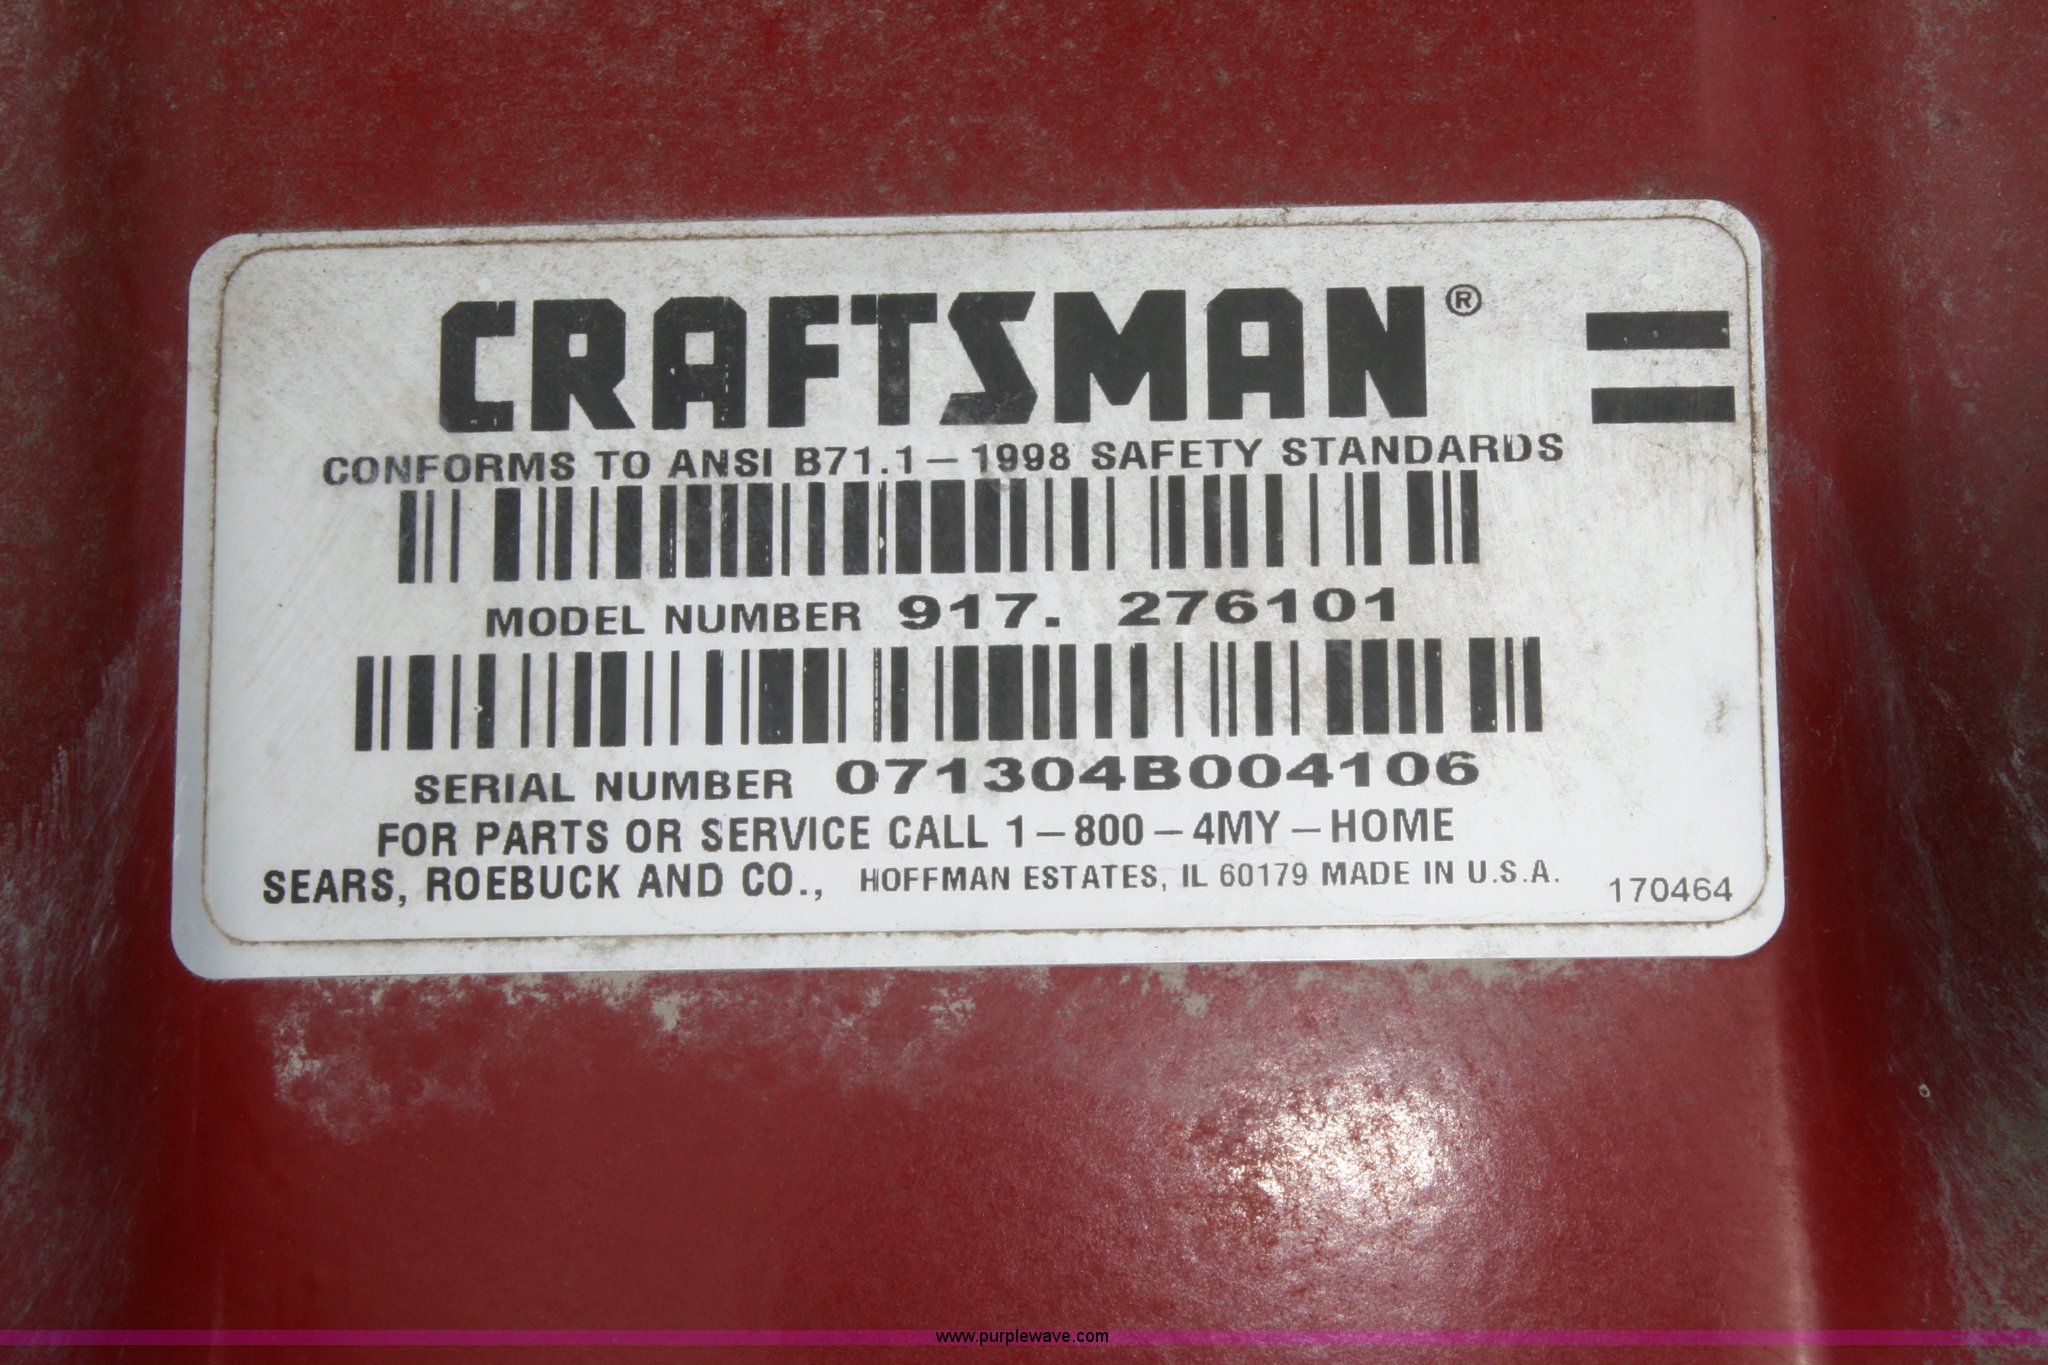 CRAFTSMAN®
CONFORMS TO ANSI B71.1–1998 SAFETY STANDARDS
MODEL NUMBER 917. 276101
SERIAL NUMBER 071304B004106
FOR PARTS OR SERVICE CALL 1–800–4MY–HOME
SEARS, ROEBUCK AND CO., HOFFMAN ESTATES, IL 60179 MADE IN U.S.A.
170464
www.purplewave.com